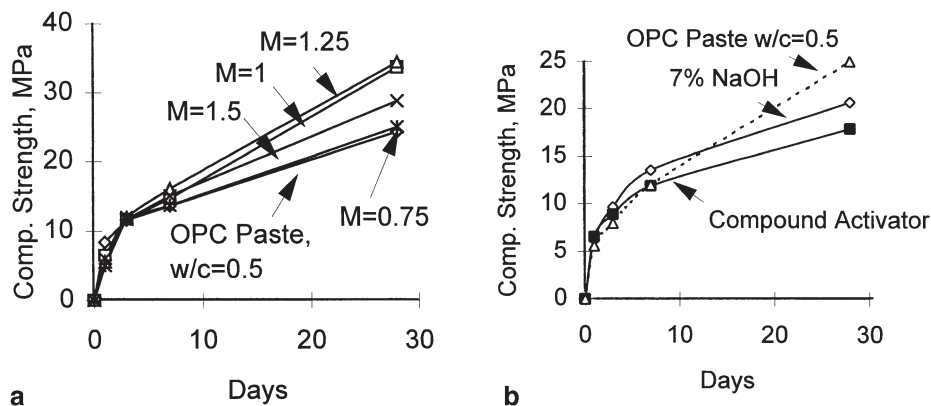 40
30
20
10
0
Comp. Strength, MPa
M=1.25
M=1
M=1.5
M=0.75
OPC Paste,
w/c=0.5
0 10 20 30
Days
a
25
20
15
10
5
0
Comp. Strength, MPa
OPC Paste w/c=0.5
7% NaOH
Compound Activator
0 10 20 30
Days
b